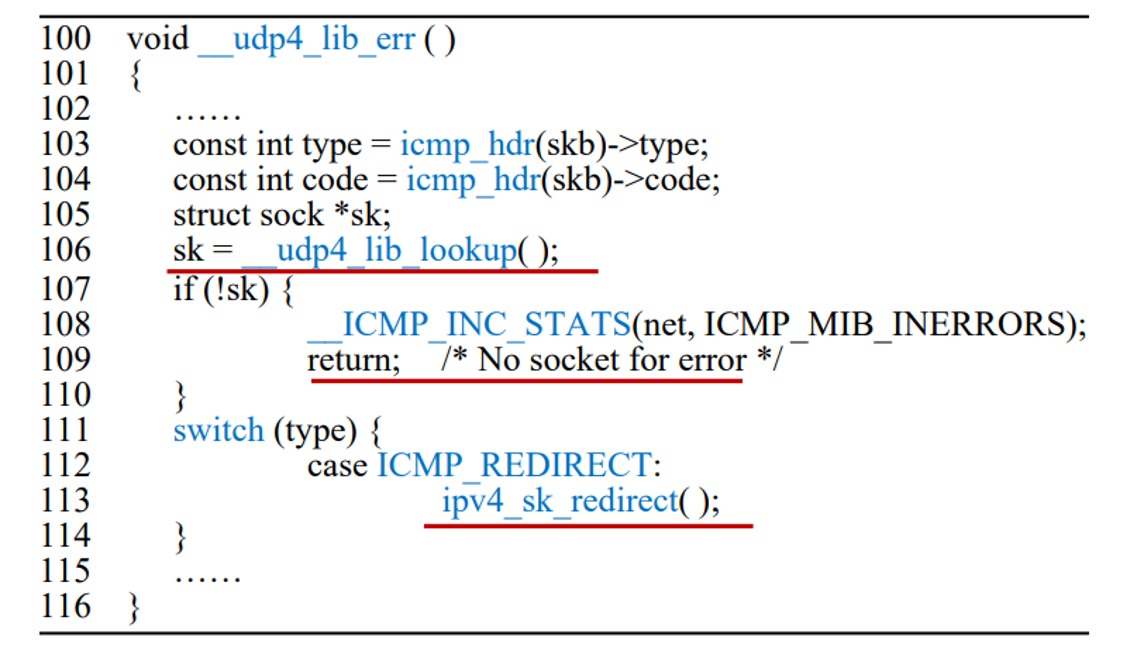 100 void __udp4_lib_err ( )
101 {
102 ......
103 const int type = icmp_hdr(skb)->type;
104 const int code = icmp_hdr(skb)->code;
105 struct sock *sk;
106 sk = __udp4_lib_lookup( );
107 if (!sk) {
108 __ICMP_INC_STATS(net, ICMP_MIB_INERRORS);
109 return; /* No socket for error */
110 }
111 switch (type) {
112 case ICMP_REDIRECT:
113 ipv4_sk_redirect( );
114 }
115 ......
116 }